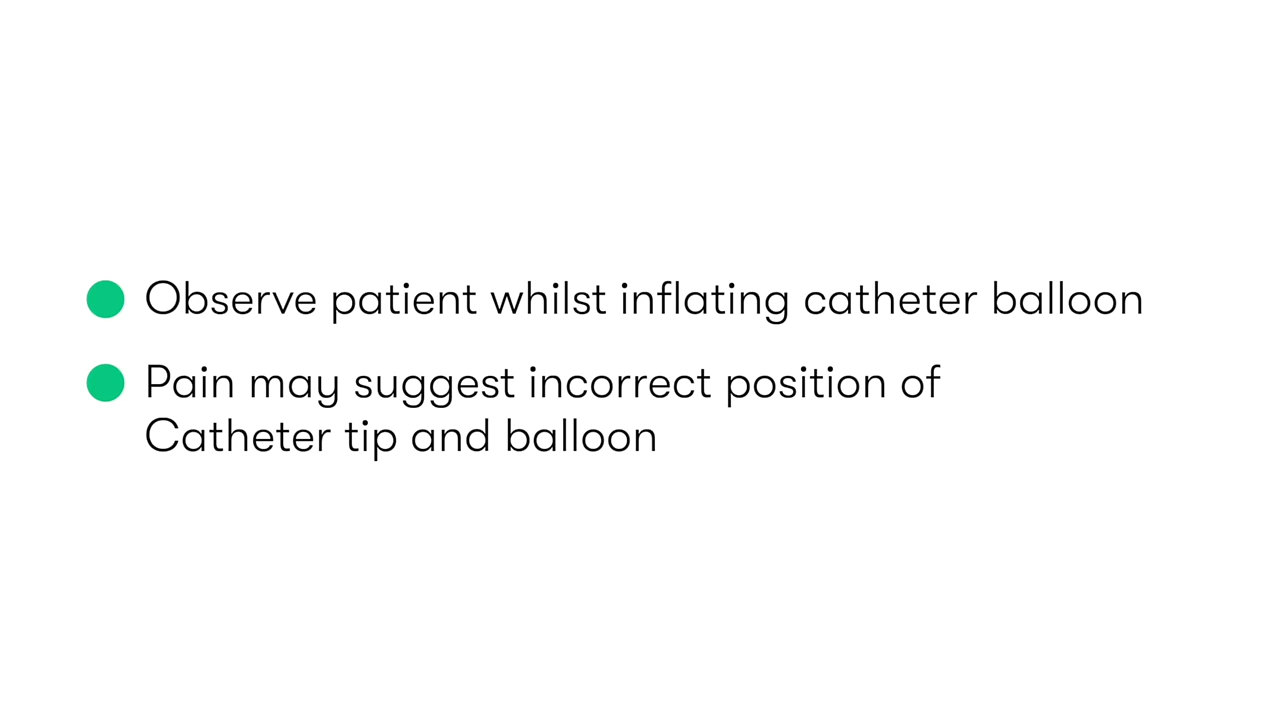 Observe patient whilst inflating catheter balloon
Pain may suggest incorrect position of
Catheter tip and balloon